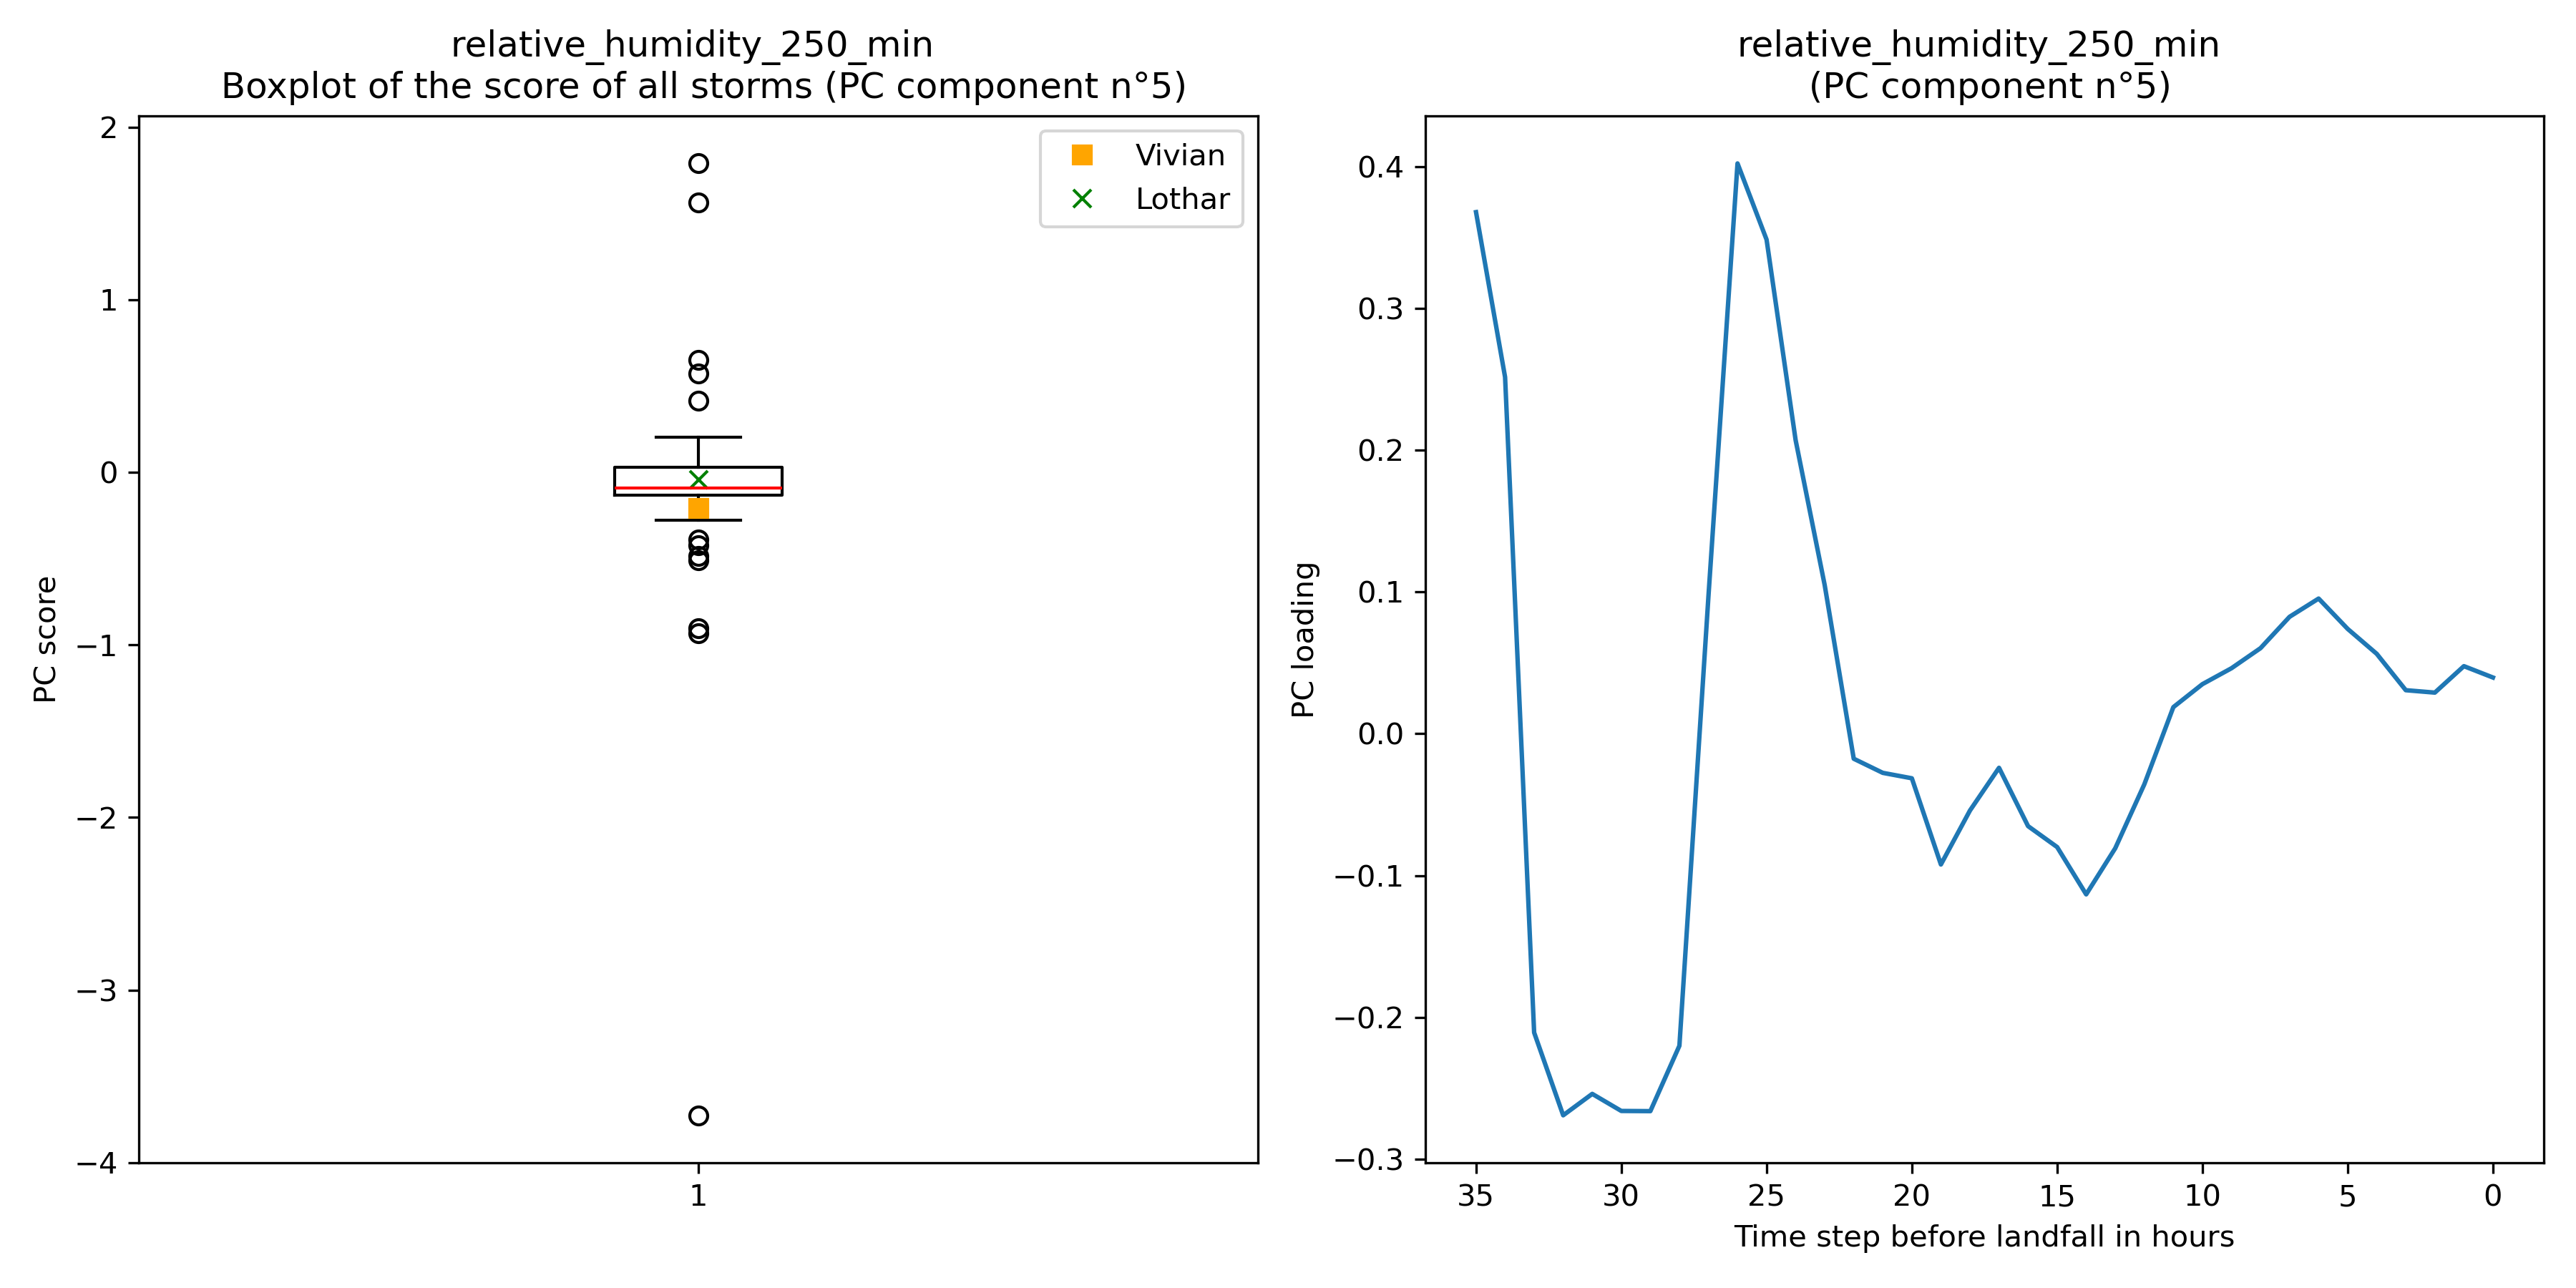 relative_humidity_250_min
Boxplot of the score of all storms (PC component n°5)
Vivian
Lothar
PC score
2
1
0
−1
−2
−3
−4
1
relative_humidity_250_min
(PC component n°5)
PC loading
0.4
0.3
0.2
0.1
0.0
−0.1
−0.2
−0.3
35 30 25 20 15 10 5 0
Time step before landfall in hours